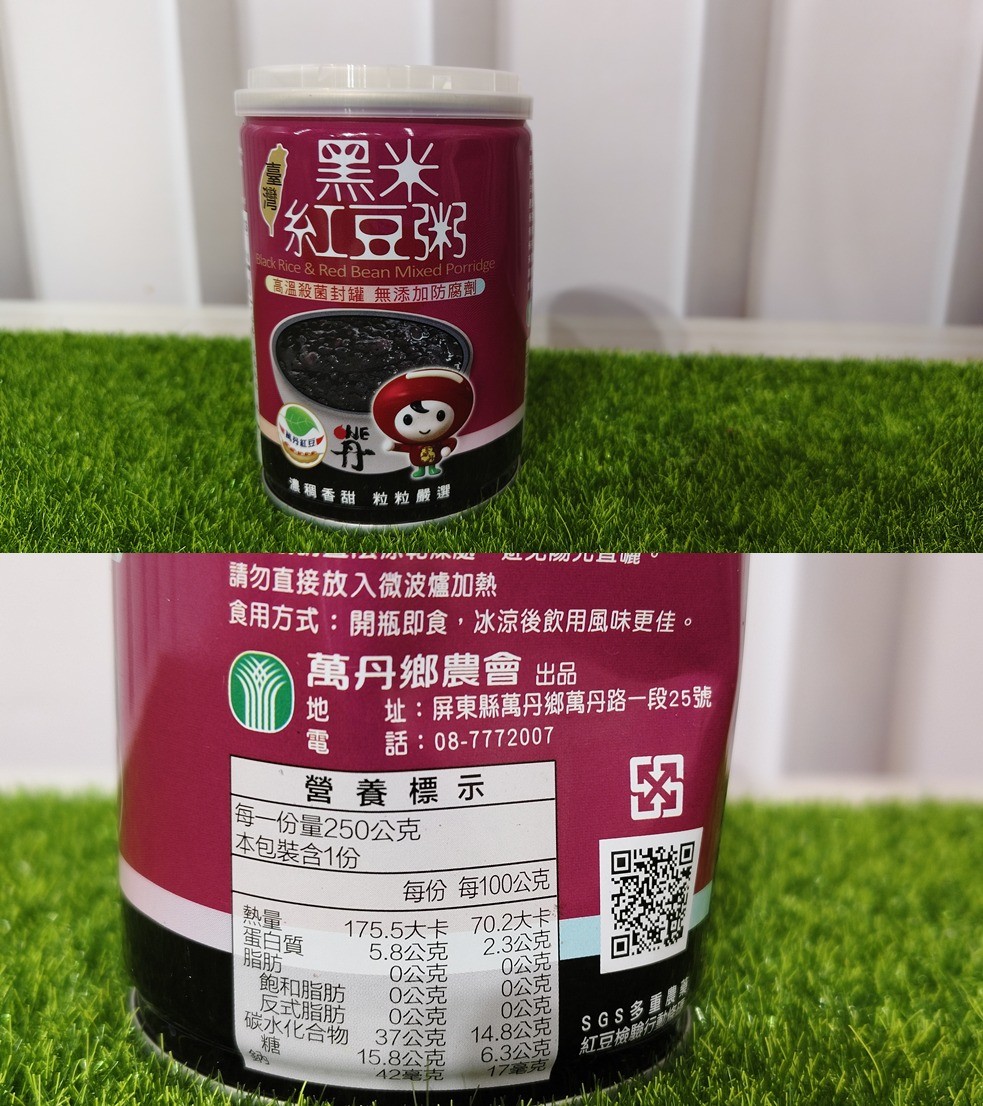 臺灣
黑米
紅豆粥
Black Rice & Red Bean Mixed Porridge
高溫殺菌封罐 無添加防腐劑
萬丹紅豆
ONE
丹
濃稠香甜 粒粒嚴選
請勿直接放入微波爐加熱
食用方式：開瓶即食，冰涼後飲用風味更佳。
萬丹鄉農會 出品
地 址：屏東縣萬丹鄉萬丹路一段25號
電 話：08-7772007
營養標示
每一份量250公克
本包裝含1份
每份 每100公克
熱量 175.5大卡 70.2大卡
蛋白質 5.8公克 2.3公克
脂肪 0公克 0公克
飽和脂肪 0公克 0公克
反式脂肪 0公克 0公克
碳水化合物 37公克 14.8公克
糖 15.8公克 6.3公克
鈉 42毫克 17毫克
SGS多重農
紅豆檢驗行動